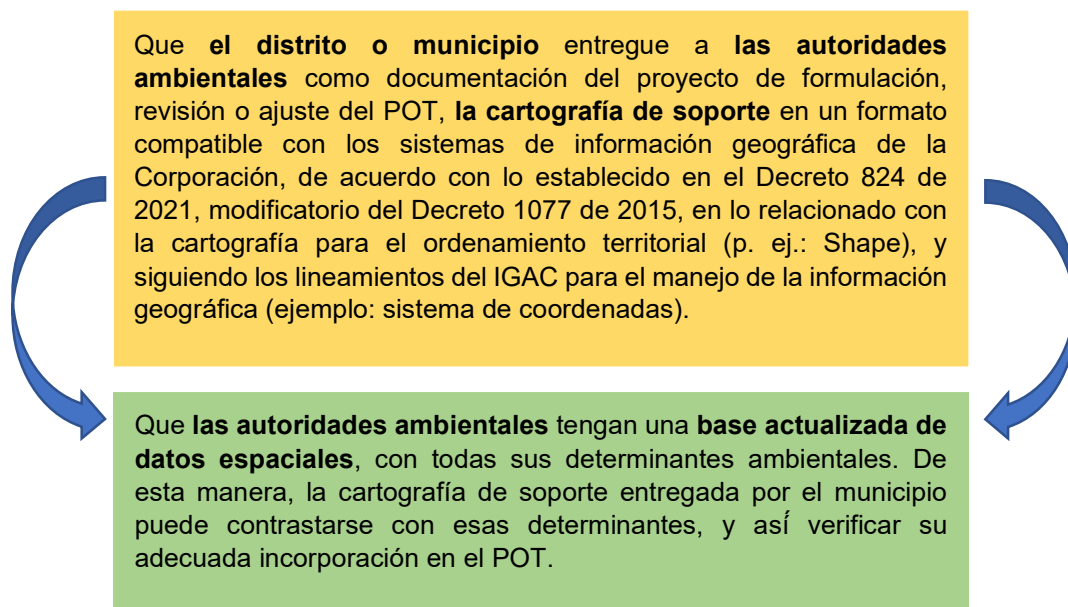 Que el distrito o municipio entregue a las autoridades
ambientales como documentación del proyecto de formulación,
revisión o ajuste del POT, la cartografía de soporte en un formato
compatible con los sistemas de información geográfica de la
Corporación, de acuerdo con lo establecido en el Decreto 824 de
2021, modificatorio del Decreto 1077 de 2015, en lo relacionado con
la cartografía para el ordenamiento territorial (p. ej.: Shape), y
siguiendo los lineamientos del IGAC para el manejo de la información
geográfica (ejemplo: sistema de coordenadas).
Que las autoridades ambientales tengan una base actualizada de
datos espaciales, con todas sus determinantes ambientales. De
esta manera, la cartografía de soporte entregada por el municipio
puede contrastarse con esas determinantes, y así verificar su
adecuada incorporación en el POT.